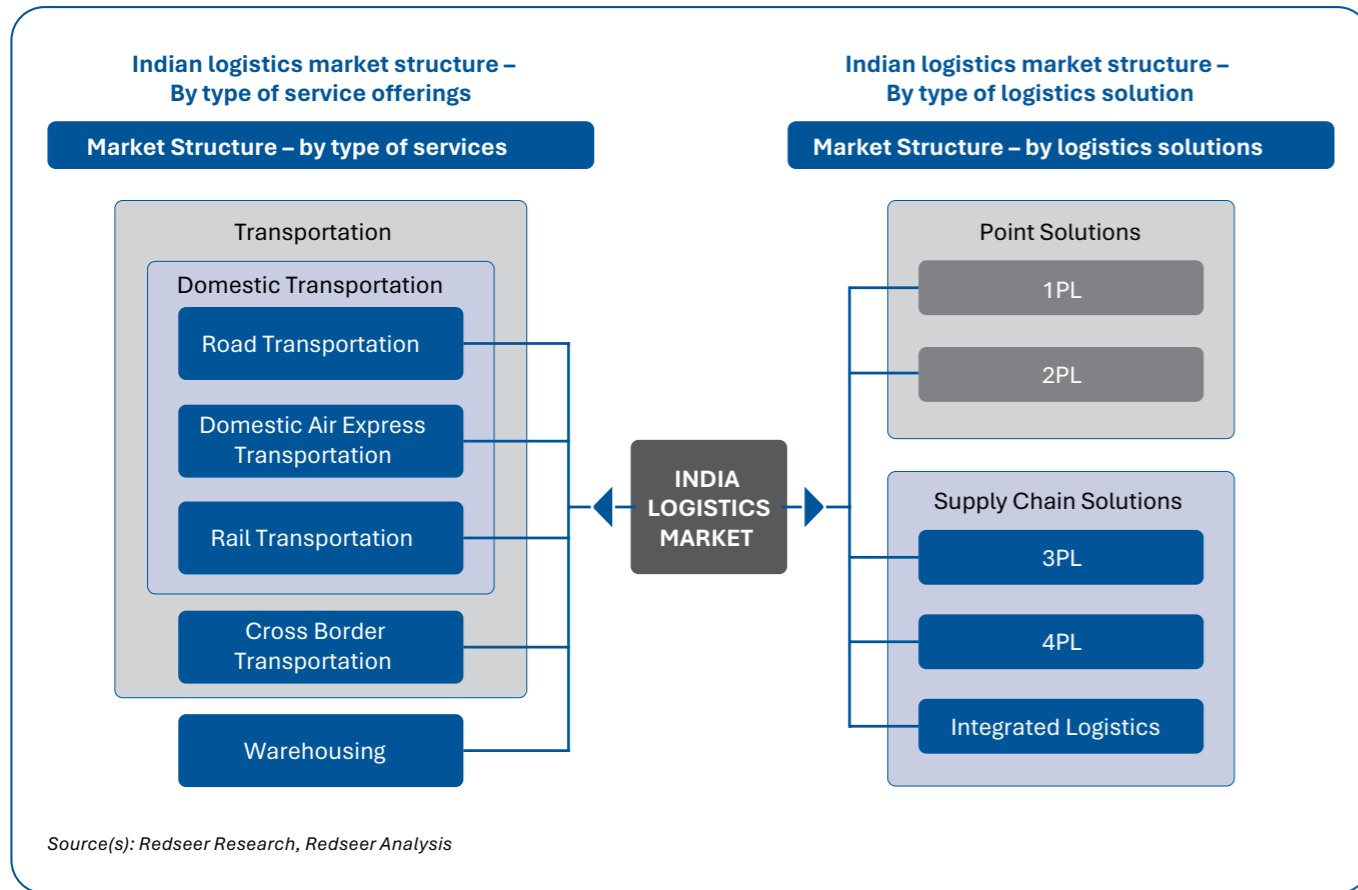 Indian logistics market structure –
By type of service offerings
Market Structure – by type of services
Transportation
Domestic Transportation
Road Transportation
Domestic Air Express
Transportation
Rail Transportation
Cross Border
Transportation
Warehousing
INDIA
LOGISTICS
MARKET
Indian logistics market structure –
By type of logistics solution
Market Structure – by logistics solutions
Point Solutions
1PL
2PL
Supply Chain Solutions
3PL
4PL
Integrated Logistics
Source(s): Redseer Research, Redseer Analysis